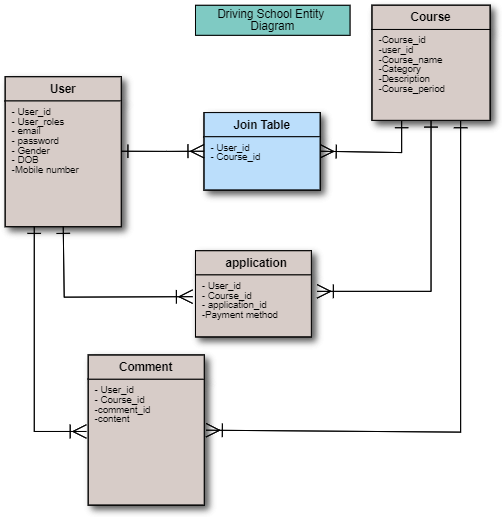 Driving School Entity
Diagram
Course
-Course_id
-user_id
-Course_name
-Category
-Description
-Course_period
User
- User_id
- User_roles
- email
- password
- Gender
- DOB
-Mobile number
Join Table
- User_id
- Course_id
application
- User_id
- Course_id
- application_id
-Payment method
Comment
- User_id
- Course_id
-comment_id
-content